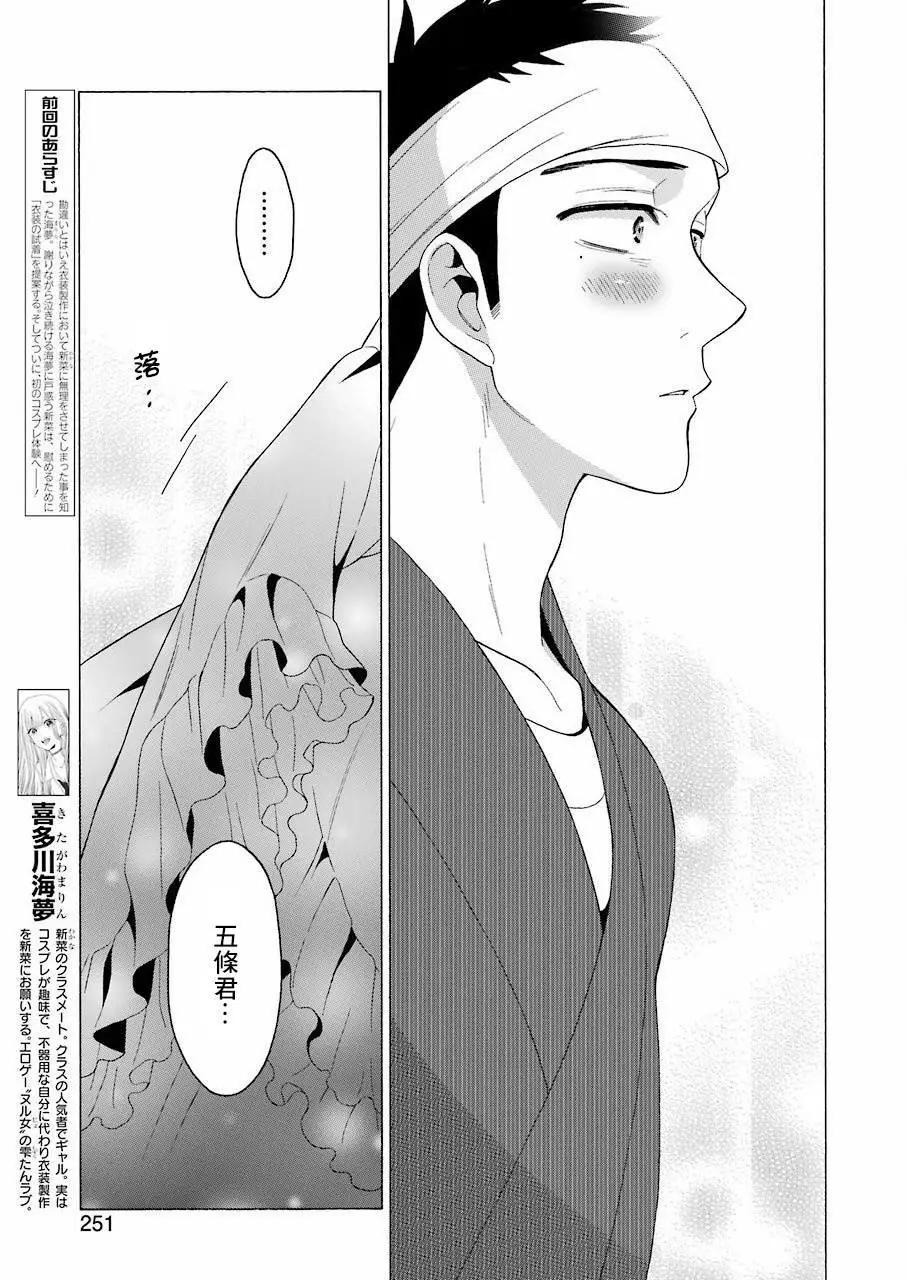 ………
落…
五條君…
前回のあらすじ
勘違いとはいえ衣装製作において新菜に無理をさせてしまった事を知
った海夢。謝りながら泣き続ける海夢に戸惑う新菜は、慰めるために
「衣装の試着」を提案する。そしてついに、初のコスプレ体験へ──！
喜多川海夢
きたがわまりん
新菜のクラスメート。クラスの人気者でギャル。実は
コスプレが趣味で、不器用な自分に代わり衣装製作
を新菜にお願いする。エロゲー〝ヌル女〟の雫たんラブ。
251